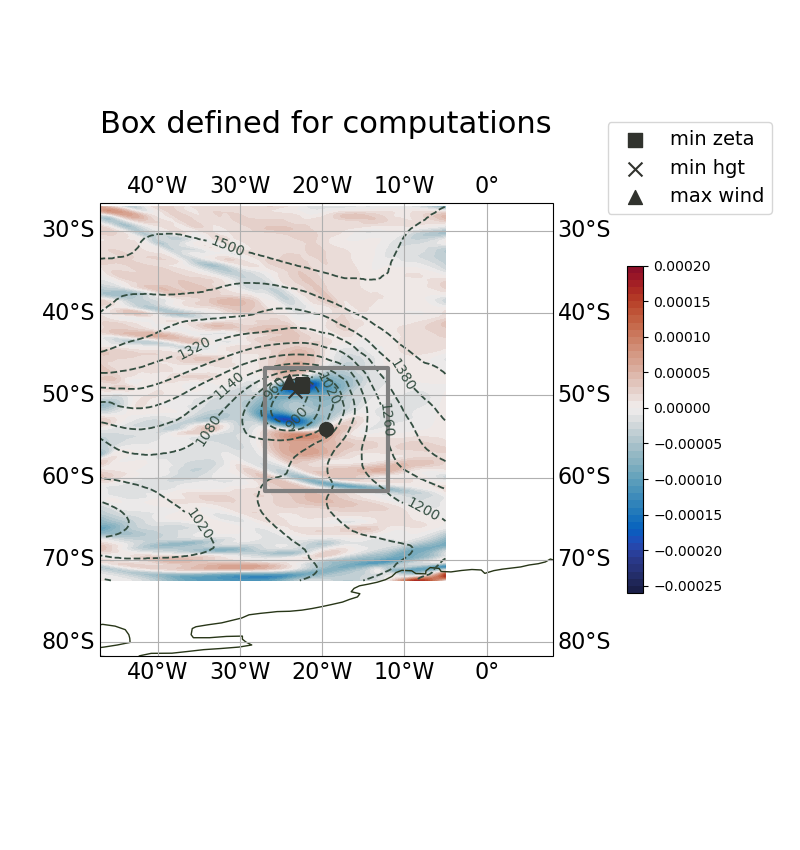 Box defined for computations
min zeta
min hgt
max wind
40°W 30°W 20°W 10°W 0°
30°S 30°S
40°S 40°S
50°S 50°S
60°S 60°S
70°S 70°S
80°S 80°S
40°W 30°W 20°W 10°W 0°
1500
1320
1380
1140
960
1020
1080
900
1260
1020
1200
0.00020
0.00015
0.00010
0.00005
0.00000
−0.00005
−0.00010
−0.00015
−0.00020
−0.00025